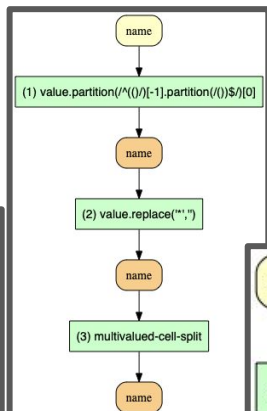 name
(1) value.partition(/^(()/)[-1].partition(/())$/)[0]
name
(2) value.replace('*','')
name
(3) multivalued-cell-split
name